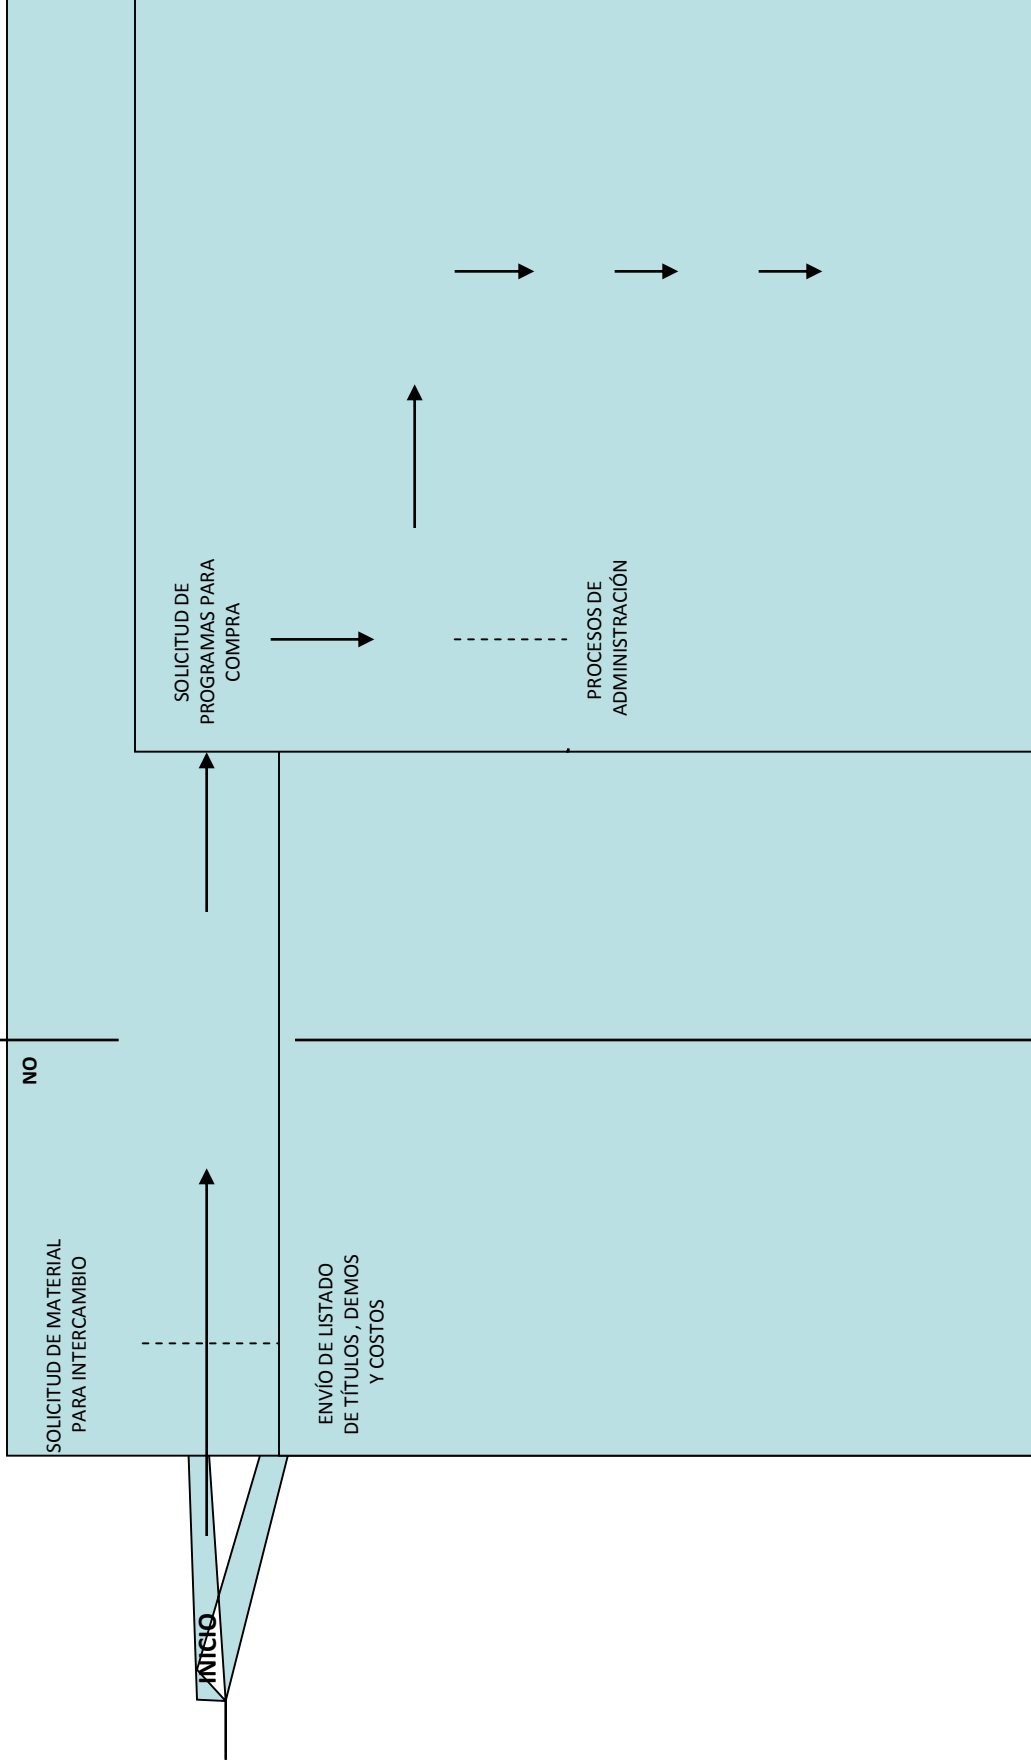 INICIO
SOLICITUD DE MATERIAL
PARA INTERCAMBIO
ENVÍO DE LISTADO
DE TÍTULOS , DEMOS
Y COSTOS
NO
SOLICITUD DE
PROGRAMAS PARA
COMPRA
PROCESOS DE
ADMINISTRACIÓN